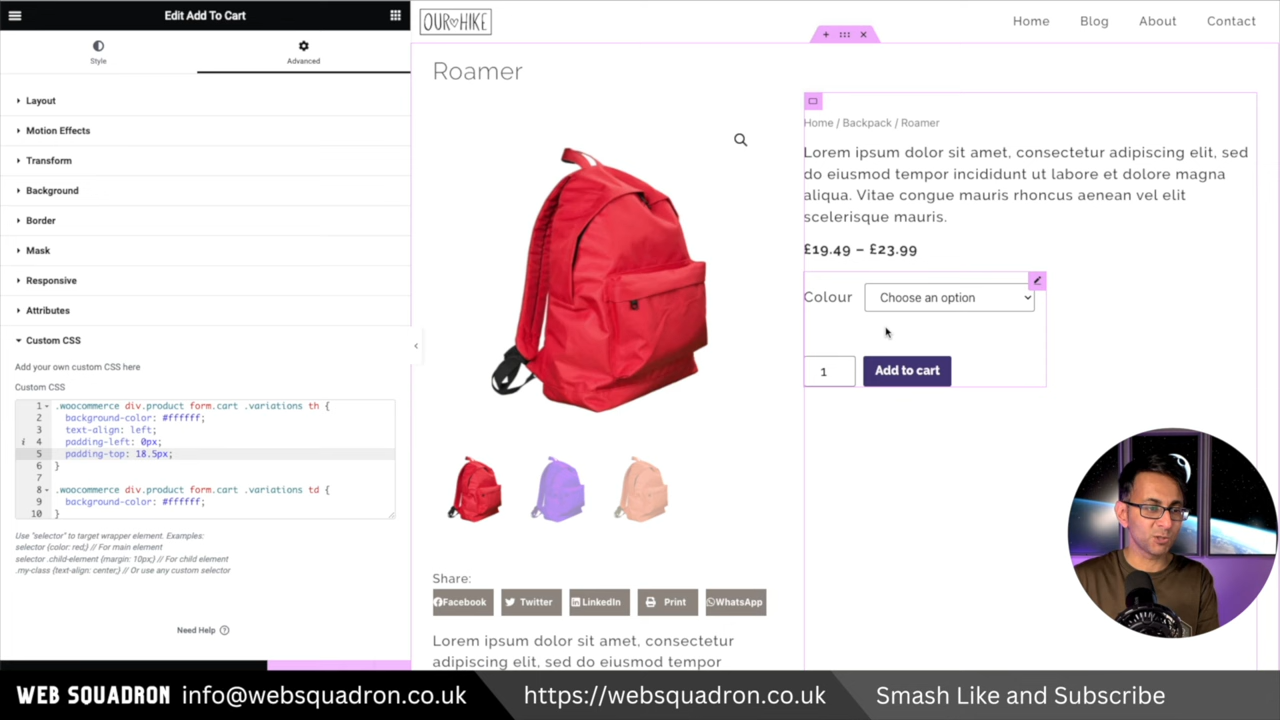 Edit Add To Cart
Style
Advanced
Layout
Motion Effects
Transform
Background
Border
Mask
Responsive
Attributes
Custom CSS
Add your own custom CSS here
Custom CSS
1 .woocommerce div.product form.cart .variations th {
2 background-color: #ffffff;
3 text-align: left;
i 4 padding-left: 0px;
5 padding-top: 18.5px;
6 }
7
8 .woocommerce div.product form.cart .variations td {
9 background-color: #ffffff;
10 }
Use "selector" to target wrapper element. Examples:
selector {color: red;} // For main element
selector .child-element {margin: 10px;} // For child element
.my-class {text-align: center;} // Or use any custom selector
Need Help ?
OUR HIKE
Home Blog About Contact
Roamer
Home / Backpack / Roamer
Lorem ipsum dolor sit amet, consectetur adipiscing elit, sed
do eiusmod tempor incididunt ut labore et dolore magna
aliqua. Vitae congue mauris rhoncus aenean vel elit
scelerisque mauris.
£19.49 – £23.99
Colour Choose an option
1 Add to cart
Share:
Facebook Twitter LinkedIn Print WhatsApp
Lorem ipsum dolor sit amet, consectetur
adipiscing elit, sed do eiusmod tempor
WEB SQUADRON info@websquadron.co.uk https://websquadron.co.uk Smash Like and Subscribe